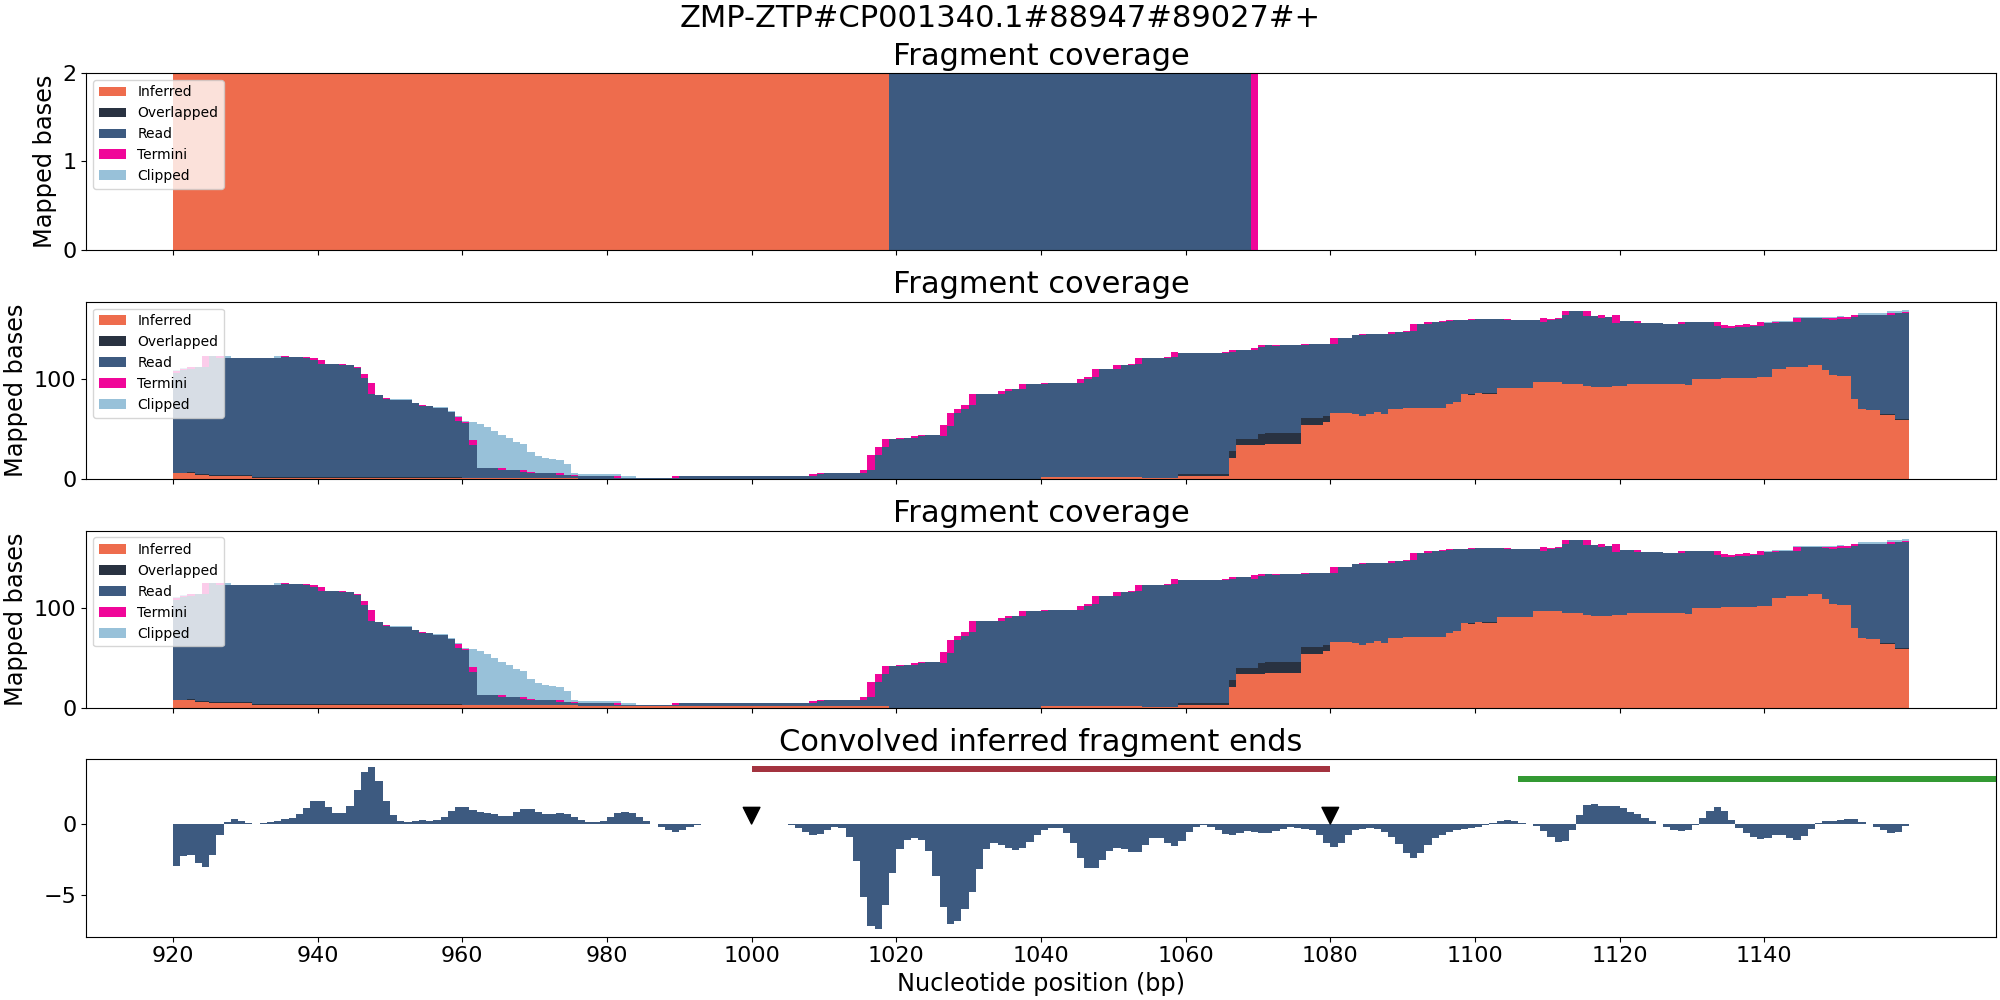 ZMP-ZTP#CP001340.1#88947#89027#+
Fragment coverage
Mapped bases
2
1
0
Inferred
Overlapped
Read
Termini
Clipped
Fragment coverage
Mapped bases
100
0
Inferred
Overlapped
Read
Termini
Clipped
Fragment coverage
Mapped bases
100
0
Inferred
Overlapped
Read
Termini
Clipped
Convolved inferred fragment ends
0
−5
920 940 960 980 1000 1020 1040 1060 1080 1100 1120 1140
Nucleotide position (bp)